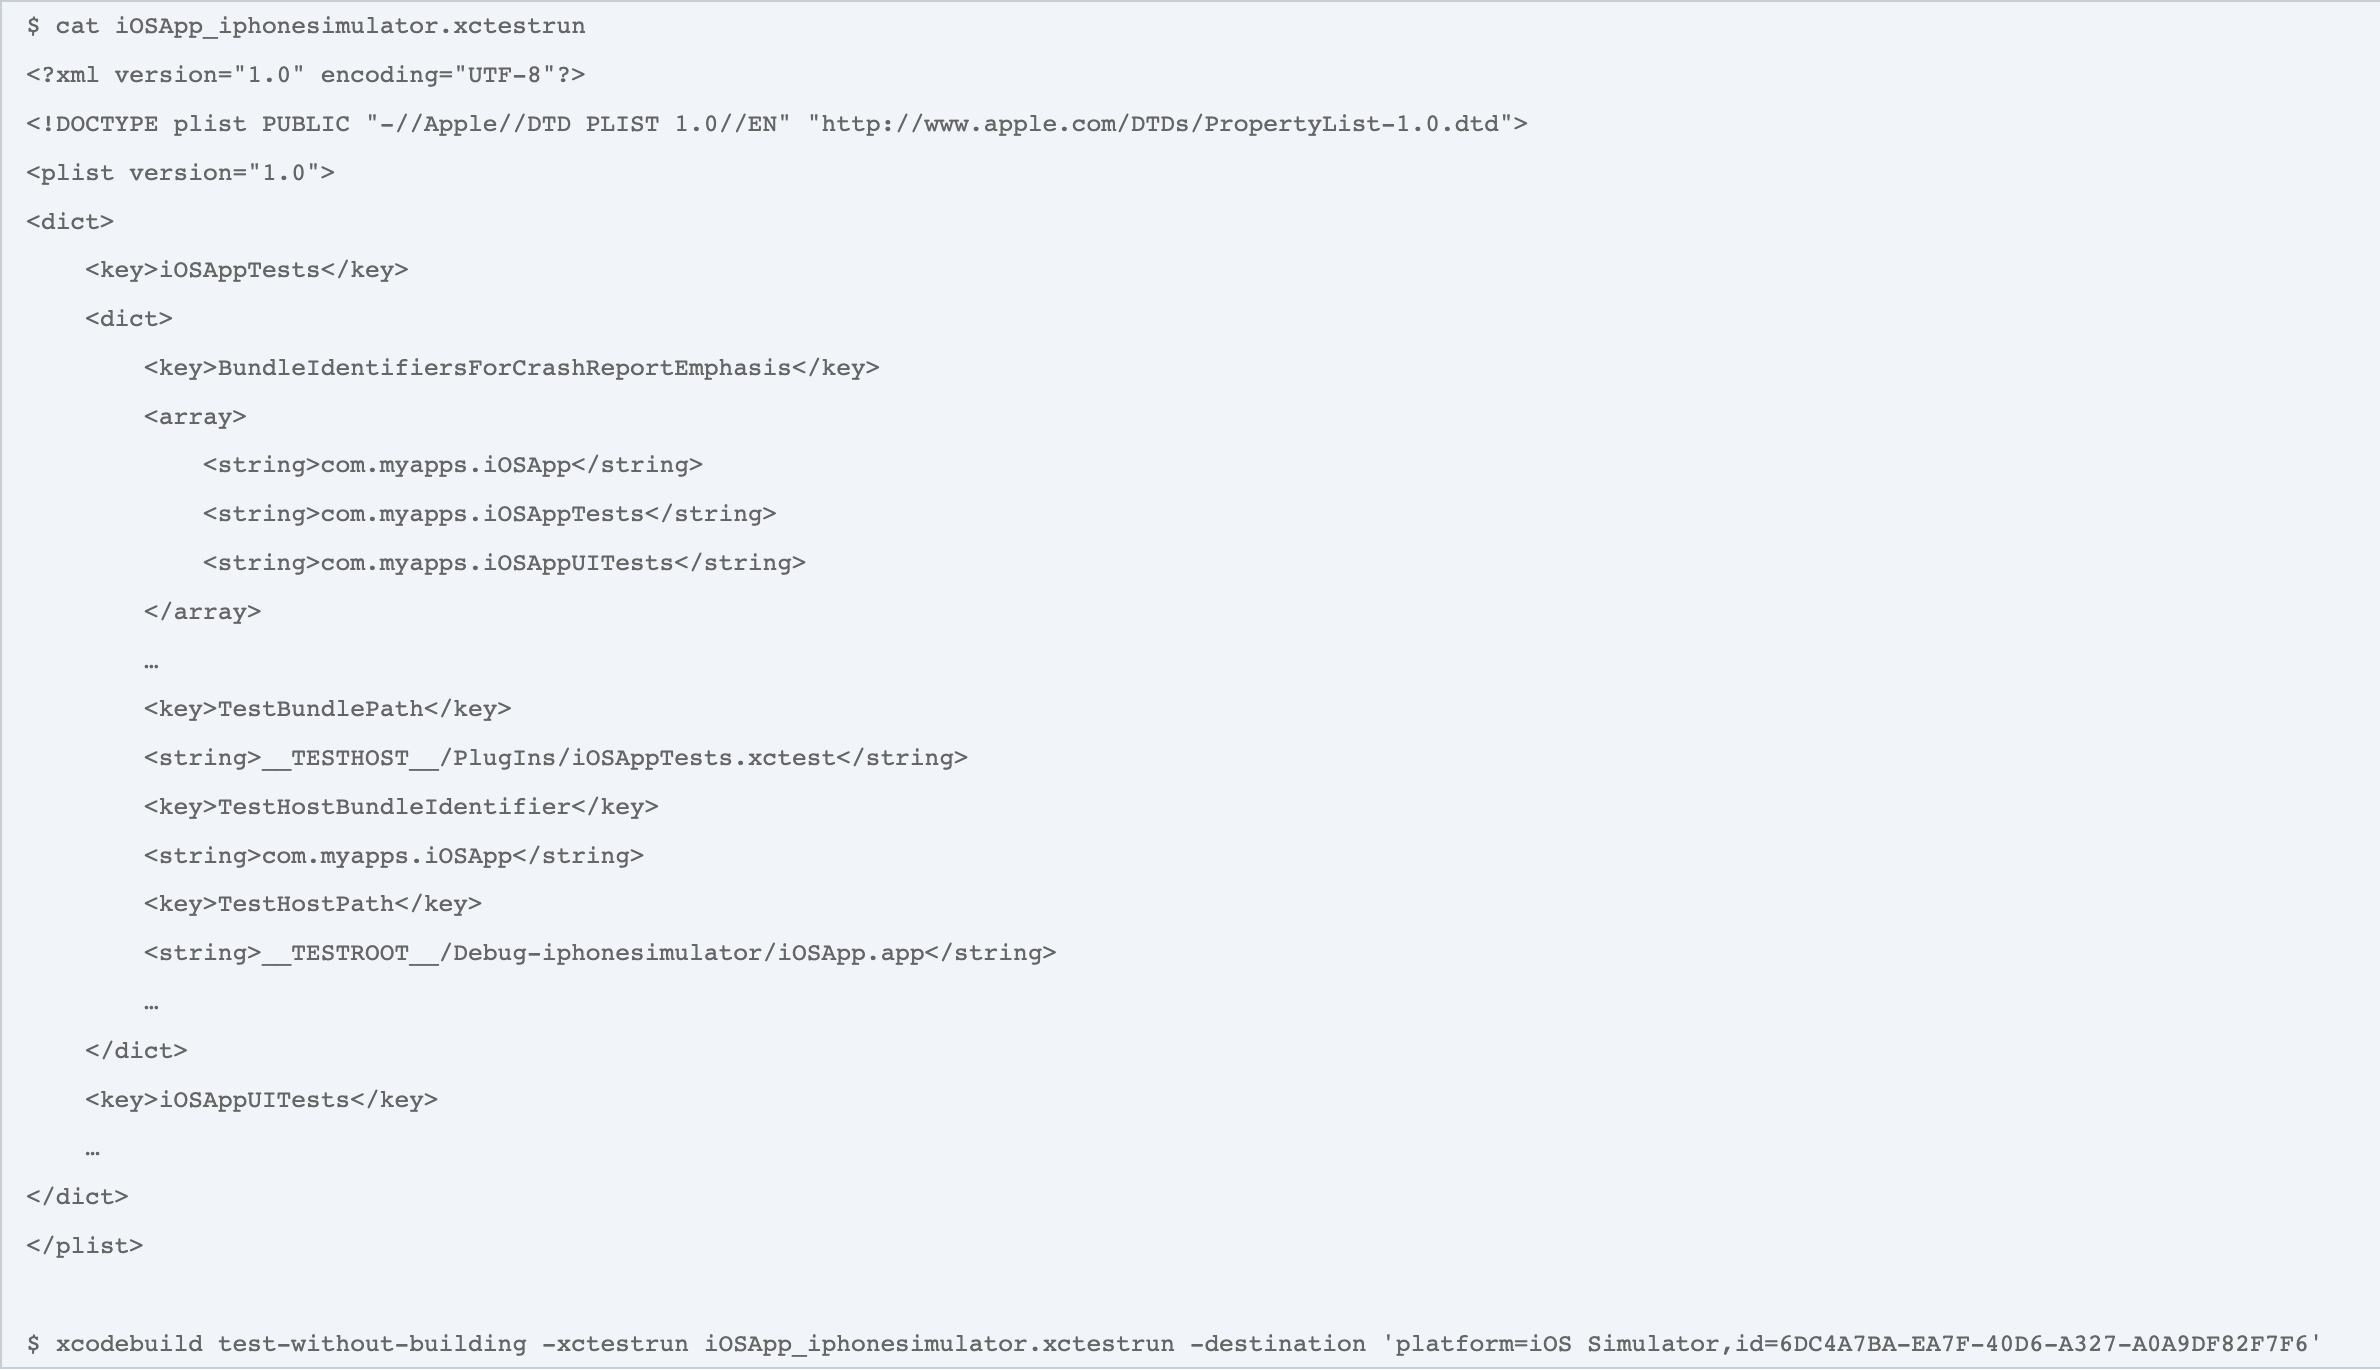 $ cat iOSApp_iphonesimulator.xctestrun
<?xml version="1.0" encoding="UTF-8"?>
<!DOCTYPE plist PUBLIC "-//Apple//DTD PLIST 1.0//EN" "http://www.apple.com/DTDs/PropertyList-1.0.dtd">
<plist version="1.0">
<dict>
    <key>iOSAppTests</key>
    <dict>
        <key>BundleIdentifiersForCrashReportEmphasis</key>
        <array>
            <string>com.myapps.iOSApp</string>
            <string>com.myapps.iOSAppTests</string>
            <string>com.myapps.iOSAppUITests</string>
        </array>
        …
        <key>TestBundlePath</key>
        <string>__TESTHOST__/PlugIns/iOSAppTests.xctest</string>
        <key>TestHostBundleIdentifier</key>
        <string>com.myapps.iOSApp</string>
        <key>TestHostPath</key>
        <string>__TESTROOT__/Debug-iphonesimulator/iOSApp.app</string>
        …
    </dict>
    <key>iOSAppUITests</key>
    …
</dict>
</plist>

$ xcodebuild test-without-building -xctestrun iOSApp_iphonesimulator.xctestrun -destination 'platform=iOS Simulator,id=6DC4A7BA-EA7F-40D6-A327-A0A9DF82F7F6'